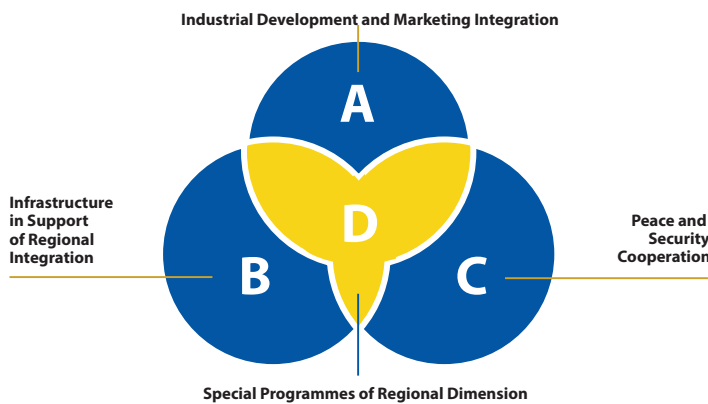 Industrial Development and Marketing Integration
A
Infrastructure
in Support
of Regional
Integration
D
Peace and
Security
Cooperation
B
C
Special Programmes of Regional Dimension